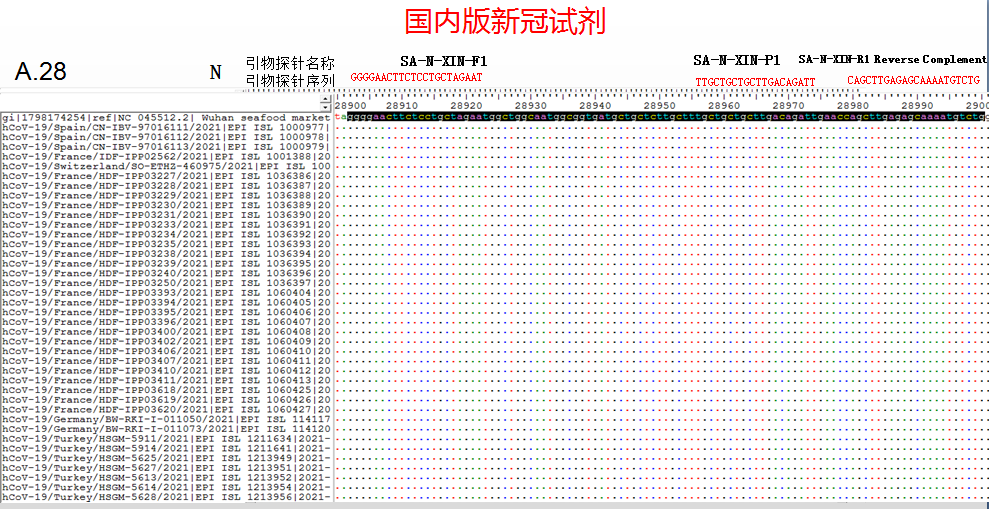 国内版新冠试剂
A.28
N
引物探针名称
SA-N-XIN-F1
SA-N-XIN-P1
SA-N-XIN-R1 Reverse Complement
引物探针序列
GGGGAACTTCTCCTGCTAGAAT
TTGCTGCTGCTTGACAGATT
CAGCTTGAGAGCAAAATGTCTG
28900 28910 28920 28930 28940 28950 28960 28970 28980 28990 2900
gi|1798174254|ref|NC 045512.2| Wuhan seafood market taggggaacttctcctgctagaatggctggcaatggcggtgatgctgctcttgctttgctgctgcttgacagattgaaccagcttgagagcaaaatgtctgg
hCoV-19/Spain/CN-IBV-97016111/2021|EPI ISL 1000977|
hCoV-19/Spain/CN-IBV-97016112/2021|EPI ISL 1000978|
hCoV-19/Spain/CN-IBV-97016113/2021|EPI ISL 1000979|
hCoV-19/France/IDF-IPP02562/2021|EPI ISL 1001388|20
hCoV-19/Switzerland/SO-ETHZ-460975/2021|EPI ISL 100
hCoV-19/France/HDF-IPP03227/2021|EPI ISL 1036386|20
hCoV-19/France/HDF-IPP03228/2021|EPI ISL 1036387|20
hCoV-19/France/HDF-IPP03229/2021|EPI ISL 1036388|20
hCoV-19/France/HDF-IPP03230/2021|EPI ISL 1036389|20
hCoV-19/France/HDF-IPP03231/2021|EPI ISL 1036390|20
hCoV-19/France/HDF-IPP03233/2021|EPI ISL 1036391|20
hCoV-19/France/HDF-IPP03234/2021|EPI ISL 1036392|20
hCoV-19/France/HDF-IPP03235/2021|EPI ISL 1036393|20
hCoV-19/France/HDF-IPP03238/2021|EPI ISL 1036394|20
hCoV-19/France/HDF-IPP03239/2021|EPI ISL 1036395|20
hCoV-19/France/HDF-IPP03240/2021|EPI ISL 1036396|20
hCoV-19/France/HDF-IPP03250/2021|EPI ISL 1036397|20
hCoV-19/France/HDF-IPP03393/2021|EPI ISL 1060404|20
hCoV-19/France/HDF-IPP03394/2021|EPI ISL 1060405|20
hCoV-19/France/HDF-IPP03395/2021|EPI ISL 1060406|20
hCoV-19/France/HDF-IPP03396/2021|EPI ISL 1060407|20
hCoV-19/France/HDF-IPP03400/2021|EPI ISL 1060408|20
hCoV-19/France/HDF-IPP03402/2021|EPI ISL 1060409|20
hCoV-19/France/HDF-IPP03406/2021|EPI ISL 1060410|20
hCoV-19/France/HDF-IPP03407/2021|EPI ISL 1060411|20
hCoV-19/France/HDF-IPP03410/2021|EPI ISL 1060412|20
hCoV-19/France/HDF-IPP03411/2021|EPI ISL 1060413|20
hCoV-19/France/HDF-IPP03618/2021|EPI ISL 1060425|20
hCoV-19/France/HDF-IPP03619/2021|EPI ISL 1060426|20
hCoV-19/France/HDF-IPP03620/2021|EPI ISL 1060427|20
hCoV-19/Germany/BW-RKI-I-011050/2021|EPI ISL 114117
hCoV-19/Germany/BW-RKI-I-011073/2021|EPI ISL 114120
hCoV-19/Turkey/HSGM-5911/2021|EPI ISL 1211634|2021-
hCoV-19/Turkey/HSGM-5914/2021|EPI ISL 1211641|2021-
hCoV-19/Turkey/HSGM-5625/2021|EPI ISL 1213949|2021-
hCoV-19/Turkey/HSGM-5627/2021|EPI ISL 1213951|2021-
hCoV-19/Turkey/HSGM-5613/2021|EPI ISL 1213952|2021-
hCoV-19/Turkey/HSGM-5614/2021|EPI ISL 1213954|2021-
hCoV-19/Turkey/HSGM-5628/2021|EPI ISL 1213956|2021-